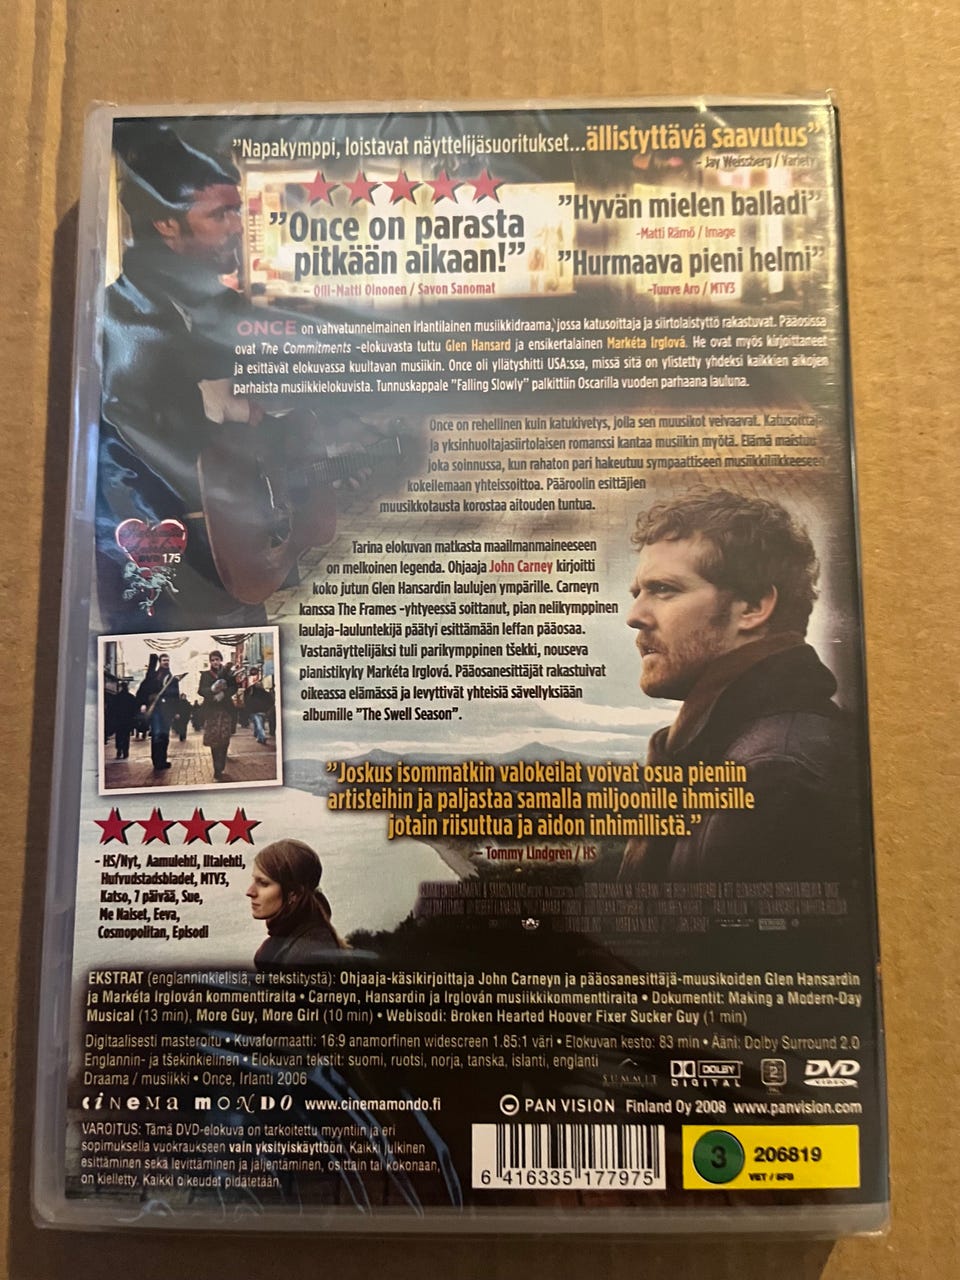 "Napakymppi, loistavat näyttelijäsuoritukset...ällistyttävä saavutus"
- Jay Weissberg / Variety
"Once on parasta
pitkään aikaan!"
- Olli-Matti Oinonen / Savon Sanomat
"Hyvän mielen balladi"
-Matti Rämö / Image
"Hurmaava pieni helmi"
-Tuuve Aro / MTV3
ONCE on vahvatunnelmainen irlantilainen musiikkidraama, jossa katusoittaja ja siirtolaistyttö rakastuvat. Pääosissa
ovat The Commitments -elokuvasta tuttu Glen Hansard ja ensikertalainen Markéta Irglová. He ovat myös kirjoittaneet
ja esittävät elokuvassa kuultavan musiikin. Once oli yllätyshitti USA:ssa, missä sitä on ylistetty yhdeksi kaikkien aikojen
parhaista musiikkielokuvista. Tunnuskappale "Falling Slowly" palkittiin Oscarilla vuoden parhaana lauluna.
Once on rehellinen kuin katukivetys, jolla sen muusikot veivaavat. Katusoittaja-
ja yksinhuoltajasiirtolaisen romanssi kantaa musiikin myötä. Elämä maistuu
joka soinnussa, kun rahaton pari hakeutuu sympaattiseen musiikkiliikkeeseen
kokeilemaan yhteissoittoa. Pääroolin esittäjien
muusikkotausta korostaa aitouden tuntua.
DVD 175
Tarina elokuvan matkasta maailmanmaineeseen
on melkoinen legenda. Ohjaaja John Carney kirjoitti
koko jutun Glen Hansardin laulujen ympärille. Carneyn
kanssa The Frames -yhtyeessä soittanut, pian nelikymppinen
laulaja-lauluntekijä päätyi esittämään leffan pääosaa.
Vastanäyttelijäksi tuli parikymppinen tšekki, nouseva
pianistikyky Markéta Irglová. Pääosanesittäjät rakastuivat
oikeassa elämässä ja levyttivät yhteisiä sävellyksiään
albumille "The Swell Season".
"Joskus isommatkin valokeilat voivat osua pieniin
artisteihin ja paljastaa samalla miljoonille ihmisille
jotain riisuttua ja aidon inhimillistä."
- Tommy Lindgren / HS
- HS/Nyt, Aamulehti, Iltalehti,
Hufvudstadsbladet, MTV3,
Katso, 7 päivää, Sue,
Me Naiset, Eeva,
Cosmopolitan, Episodi
EKSTRAT (englanninkielisiä, ei tekstitystä): Ohjaaja-käsikirjoittaja John Carneyn ja pääosanesittäjä-muusikoiden Glen Hansardin
ja Markéta Irglován kommenttiraita • Carneyn, Hansardin ja Irglován musiikkikommenttiraita • Dokumentit: Making a Modern-Day
Musical (13 min), More Guy, More Girl (10 min) • Webisodi: Broken Hearted Hoover Fixer Sucker Guy (1 min)
Digitaalisesti masteroitu • Kuvaformaatti: 16:9 anamorfinen widescreen 1.85:1 väri • Elokuvan kesto: 83 min • Ääni: Dolby Surround 2.0
Englannin- ja tšekinkielinen • Elokuvan tekstit: suomi, ruotsi, norja, tanska, islanti, englanti
Draama / musiikki • Once, Irlanti 2006
SUMMIT
DOLBY
DIGITAL
2
DVD
VIDEO
CINEMA MONDO www.cinemamondo.fi
PAN VISION Finland Oy 2008 www.panvision.com
VAROITUS: Tämä DVD-elokuva on tarkoitettu myyntiin ja eri
sopimuksella vuokraukseen vain yksityiskäyttöön. Kaikki julkinen
esittäminen sekä levittäminen ja jäljentäminen, osittain tai kokonaan,
on kielletty. Kaikki oikeudet pidätetään.
6 416335 177975
3 206819
VET / SFB